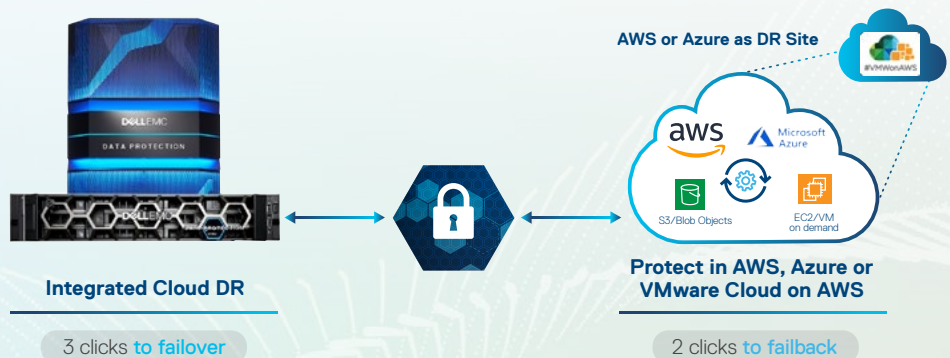 AWS or Azure as DR Site
#VMWonAWS
DELLEMC
DATA PROTECTION
aws
Microsoft
Azure
DELLEMC
S3/Blob Objects
EC2/VM
on demand
Integrated Cloud DR
Protect in AWS, Azure or
VMware Cloud on AWS
3 clicks to failover
2 clicks to failback